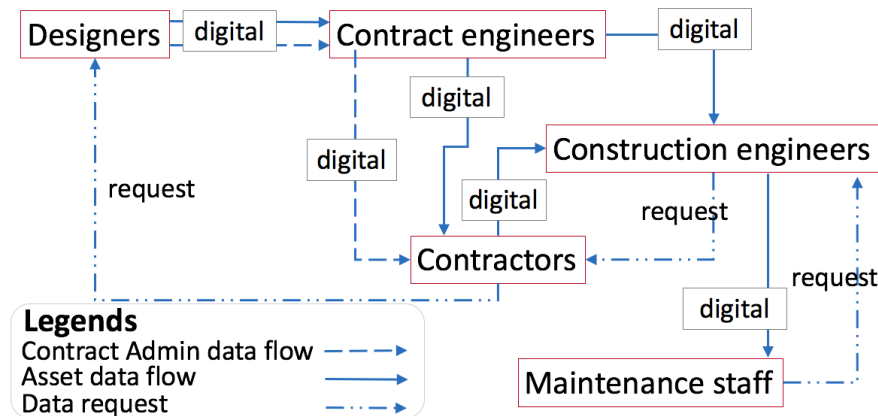 Designers
digital
Contract engineers
digital
digital
Construction engineers
digital
request
digital
request
Contractors
request
digital
Maintenance staff
Legends
Contract Admin data flow
Asset data flow
Data request